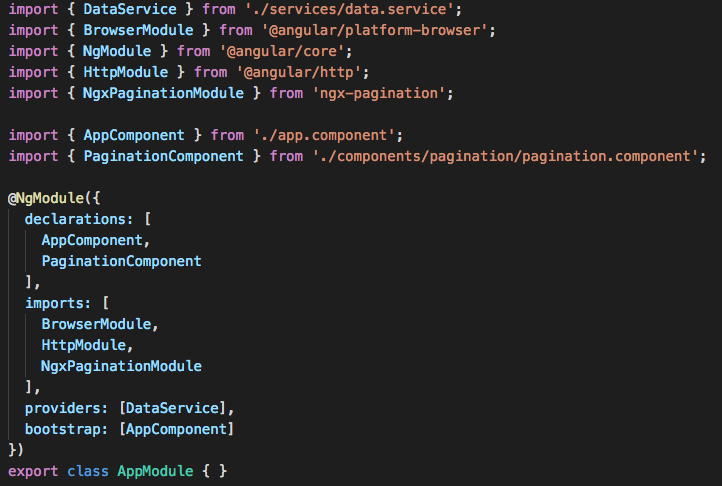 import { DataService } from './services/data.service';
import { BrowserModule } from '@angular/platform-browser';
import { NgModule } from '@angular/core';
import { HttpModule } from '@angular/http';
import { NgxPaginationModule } from 'ngx-pagination';

import { AppComponent } from './app.component';
import { PaginationComponent } from './components/pagination/pagination.component';

@NgModule({
  declarations: [
    AppComponent,
    PaginationComponent
  ],
  imports: [
    BrowserModule,
    HttpModule,
    NgxPaginationModule
  ],
  providers: [DataService],
  bootstrap: [AppComponent]
})
export class AppModule { }